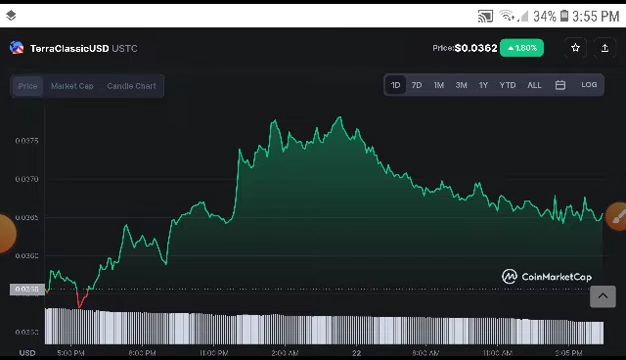 34% 3:55 PM
TerraClassicUSD USTC Price: $0.0362 ▲ 1.80%
Price Market Cap Candle Chart 1D 7D 1M 3M 1Y YTD ALL LOG
0.0375
0.0370
0.0365
0.0360
CoinMarketCap
USD 5:00 PM 8:00 PM 11:00 PM 2:00 AM 22 8:00 AM 11:00 AM 2:05 PM